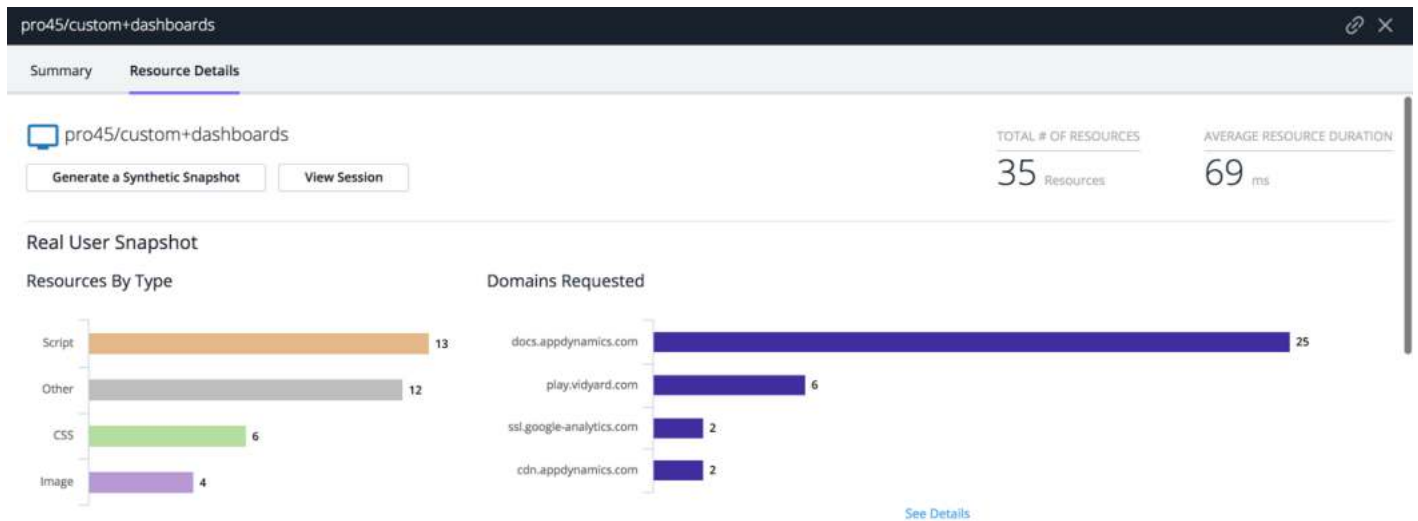 pro45/custom+dashboards
Summary Resource Details
pro45/custom+dashboards
Generate a Synthetic Snapshot View Session
TOTAL # OF RESOURCES
35 Resources
AVERAGE RESOURCE DURATION
69 ms
Real User Snapshot
Resources By Type
Script 13
Other 12
CSS 6
Image 4
Domains Requested
docs.appdynamics.com 25
play.vidyard.com 6
ssl.google-analytics.com 2
cdn.appdynamics.com 2
See Details